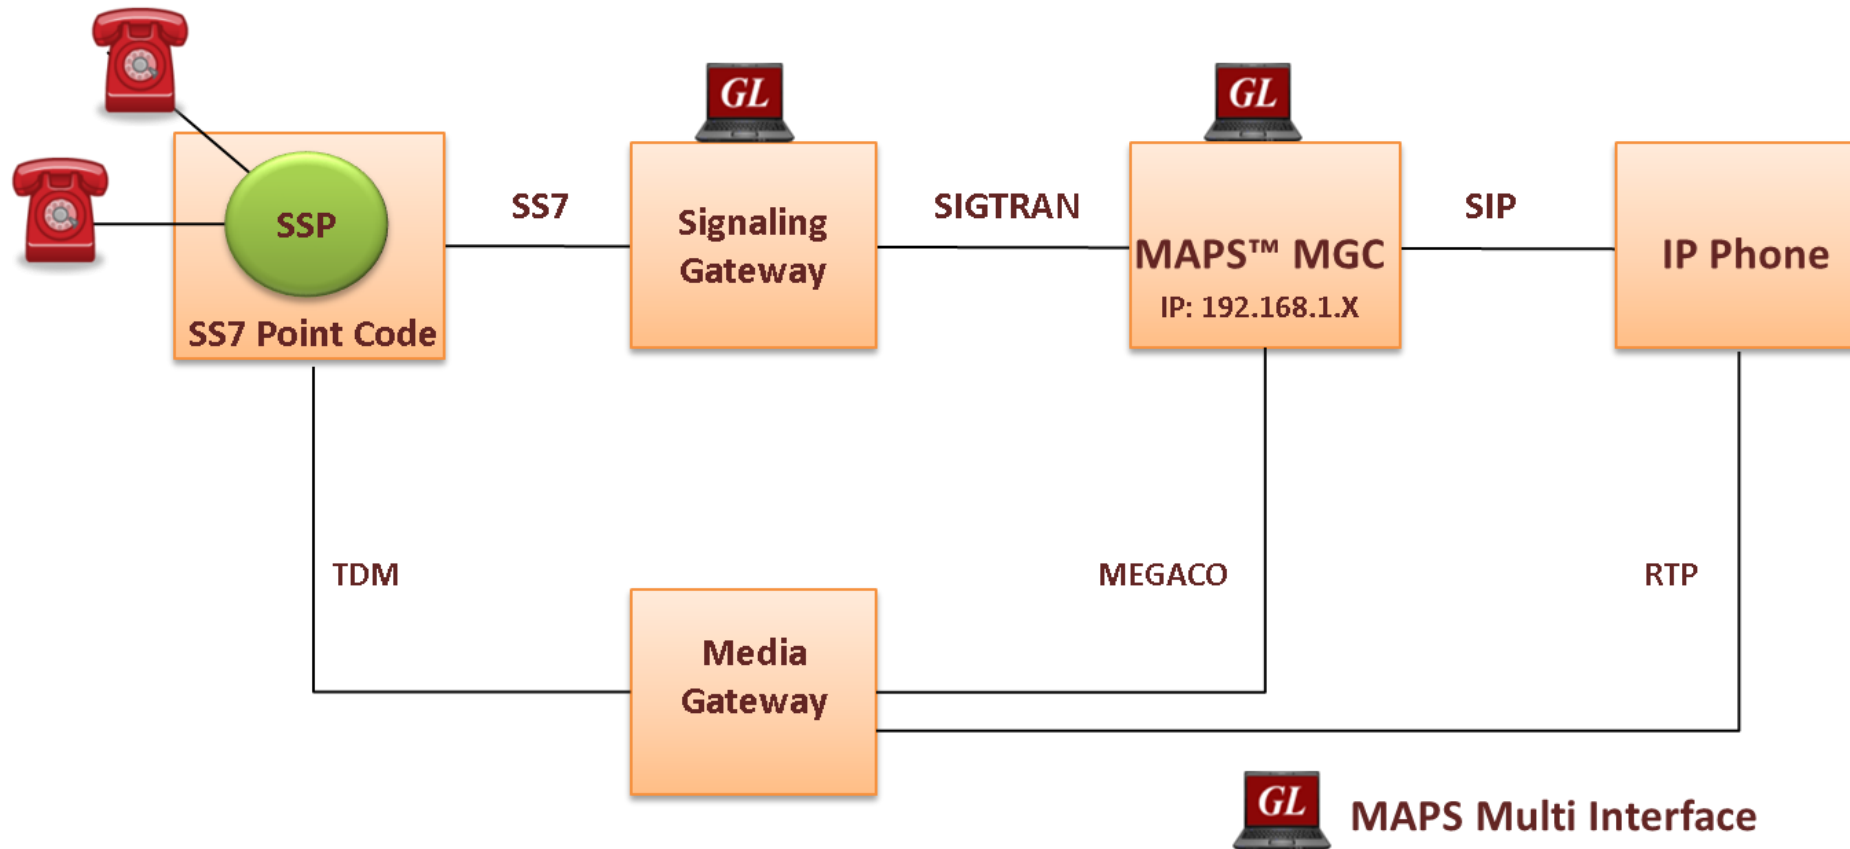 GL
GL
SSP
SS7 Point Code
SS7
Signaling
Gateway
SIGTRAN
MAPS™ MGC
IP: 192.168.1.X
SIP
IP Phone
TDM
MEGACO
RTP
Media
Gateway
GL
MAPS Multi Interface